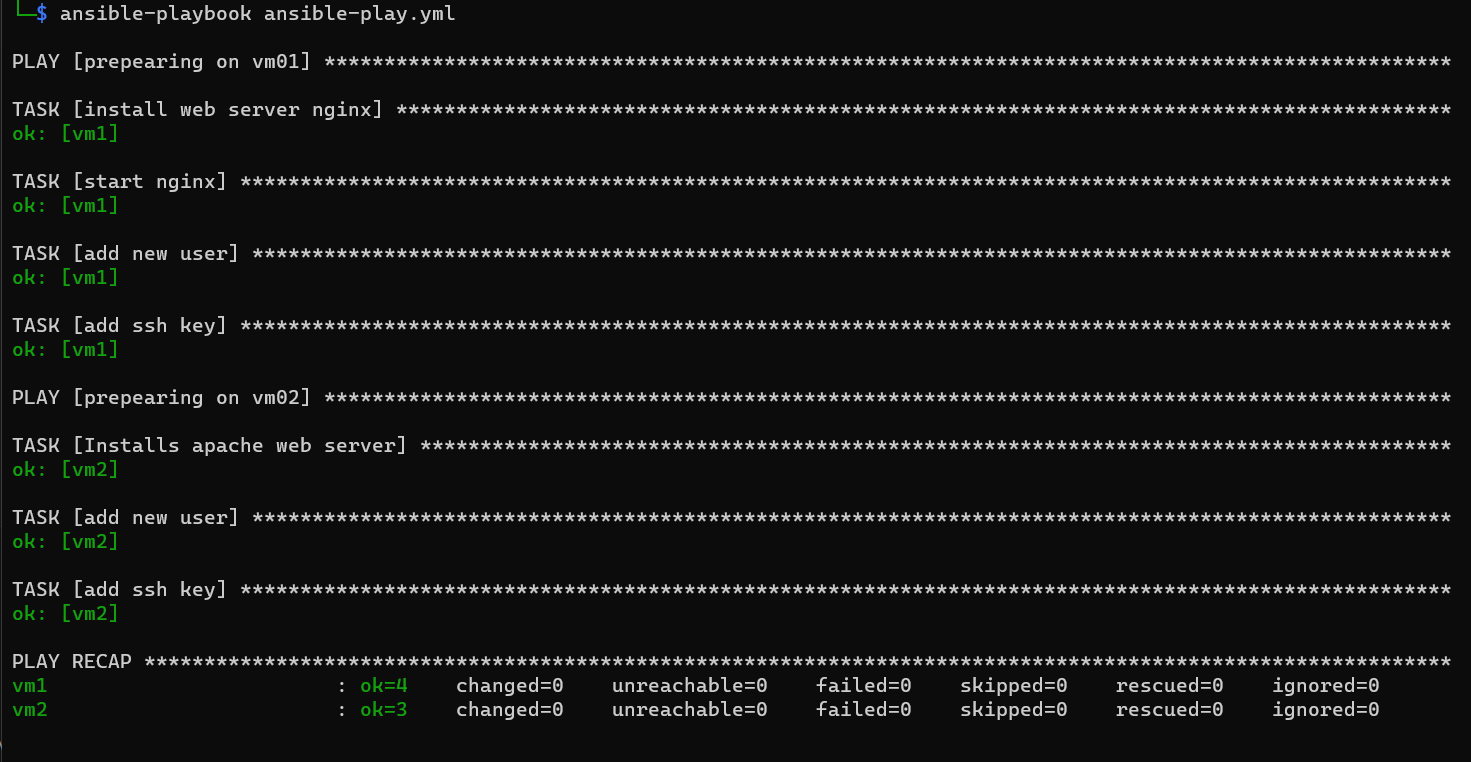 └─$ ansible-playbook ansible-play.yml
PLAY [prepearing on vm01] **********************************************************************************************
TASK [install web server nginx] ****************************************************************************************
ok: [vm1]
TASK [start nginx] *****************************************************************************************************
ok: [vm1]
TASK [add new user] ****************************************************************************************************
ok: [vm1]
TASK [add ssh key] *****************************************************************************************************
ok: [vm1]
PLAY [prepearing on vm02] **********************************************************************************************
TASK [Installs apache web server] **************************************************************************************
ok: [vm2]
TASK [add new user] ****************************************************************************************************
ok: [vm2]
TASK [add ssh key] *****************************************************************************************************
ok: [vm2]
PLAY RECAP *************************************************************************************************************
vm1                        : ok=4    changed=0    unreachable=0    failed=0    skipped=0    rescued=0    ignored=0
vm2                        : ok=3    changed=0    unreachable=0    failed=0    skipped=0    rescued=0    ignored=0